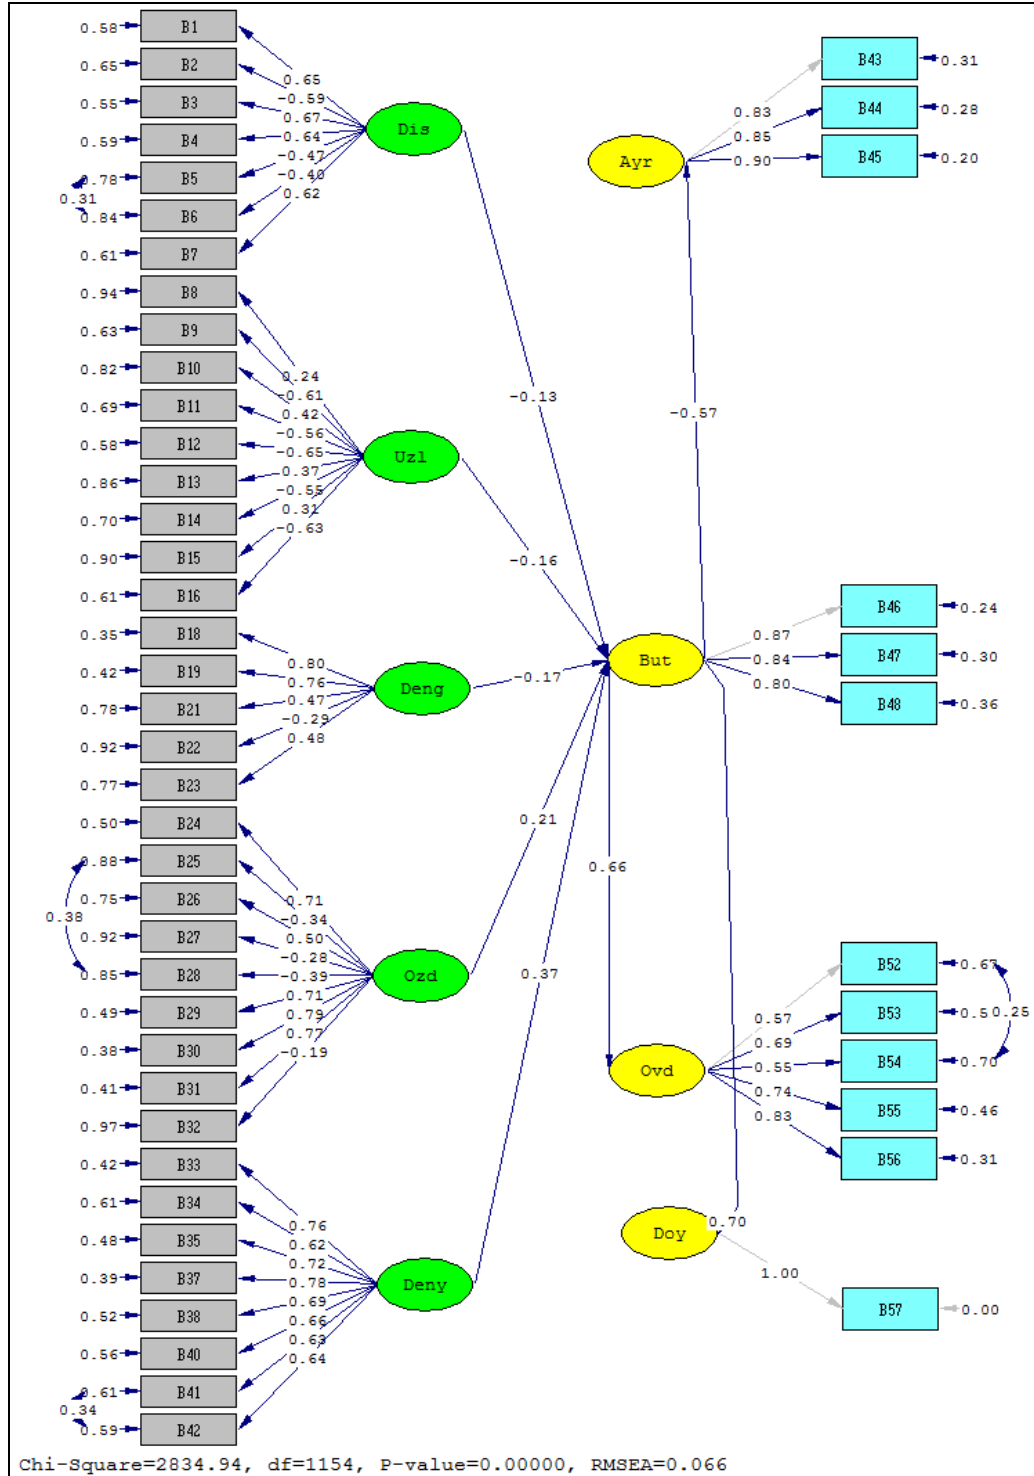 0.58 B1
0.65 B2
0.55 B3
0.59 B4
0.78 B5
0.31
0.84 B6
0.61 B7
0.94 B8
0.63 B9
0.82 B10
0.69 B11
0.58 B12
0.86 B13
0.70 B14
0.90 B15
0.61 B16
0.35 B18
0.42 B19
0.78 B21
0.92 B22
0.77 B23
0.50 B24
0.88 B25
0.75 B26
0.38
0.92 B27
0.85 B28
0.49 B29
0.38 B30
0.41 B31
0.97 B32
0.42 B33
0.61 B34
0.48 B35
0.39 B37
0.52 B38
0.56 B40
0.61 B41
0.34
0.59 B42
0.65
-0.59
0.67
0.64
-0.47
-0.40
0.62
Dis
0.24
-0.61
0.42
-0.56
-0.65
0.37
-0.55
0.31
-0.63
Uzl
0.80
0.76
0.47
-0.29
0.48
Deng
0.71
-0.34
0.50
-0.28
-0.39
0.71
0.79
0.77
-0.19
Ozd
0.76
0.62
0.72
0.78
0.69
0.66
0.63
0.64
Deny
-0.13
-0.16
-0.17
0.21
0.37
Ayr
-0.57
But
0.66
Ovd
Doy
0.70
0.83
0.85
0.90
B43 0.31
B44 0.28
B45 0.20
0.87
0.84
0.80
B46 0.24
B47 0.30
B48 0.36
0.57
0.69
0.55
0.74
0.83
B52 0.67
B53 0.5
0.25
B54 0.70
B55 0.46
B56 0.31
1.00
B57 0.00
Chi-Square=2834.94, df=1154, P-value=0.00000, RMSEA=0.066